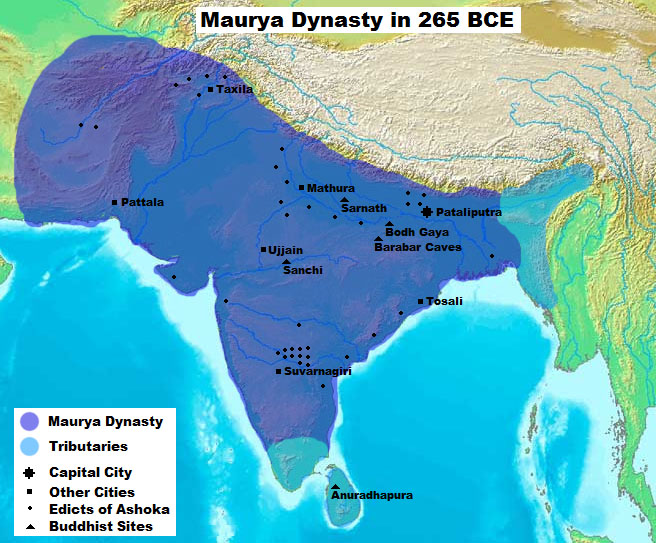 Maurya Dynasty in 265 BCE
Taxila
Mathura
Pattala
Sarnath
Pataliputra
Bodh Gaya
Barabar Caves
Ujjain
Sanchi
Tosali
Suvarnagiri
Anuradhapura
Maurya Dynasty
Tributaries
Capital City
Other Cities
Edicts of Ashoka
Buddhist Sites